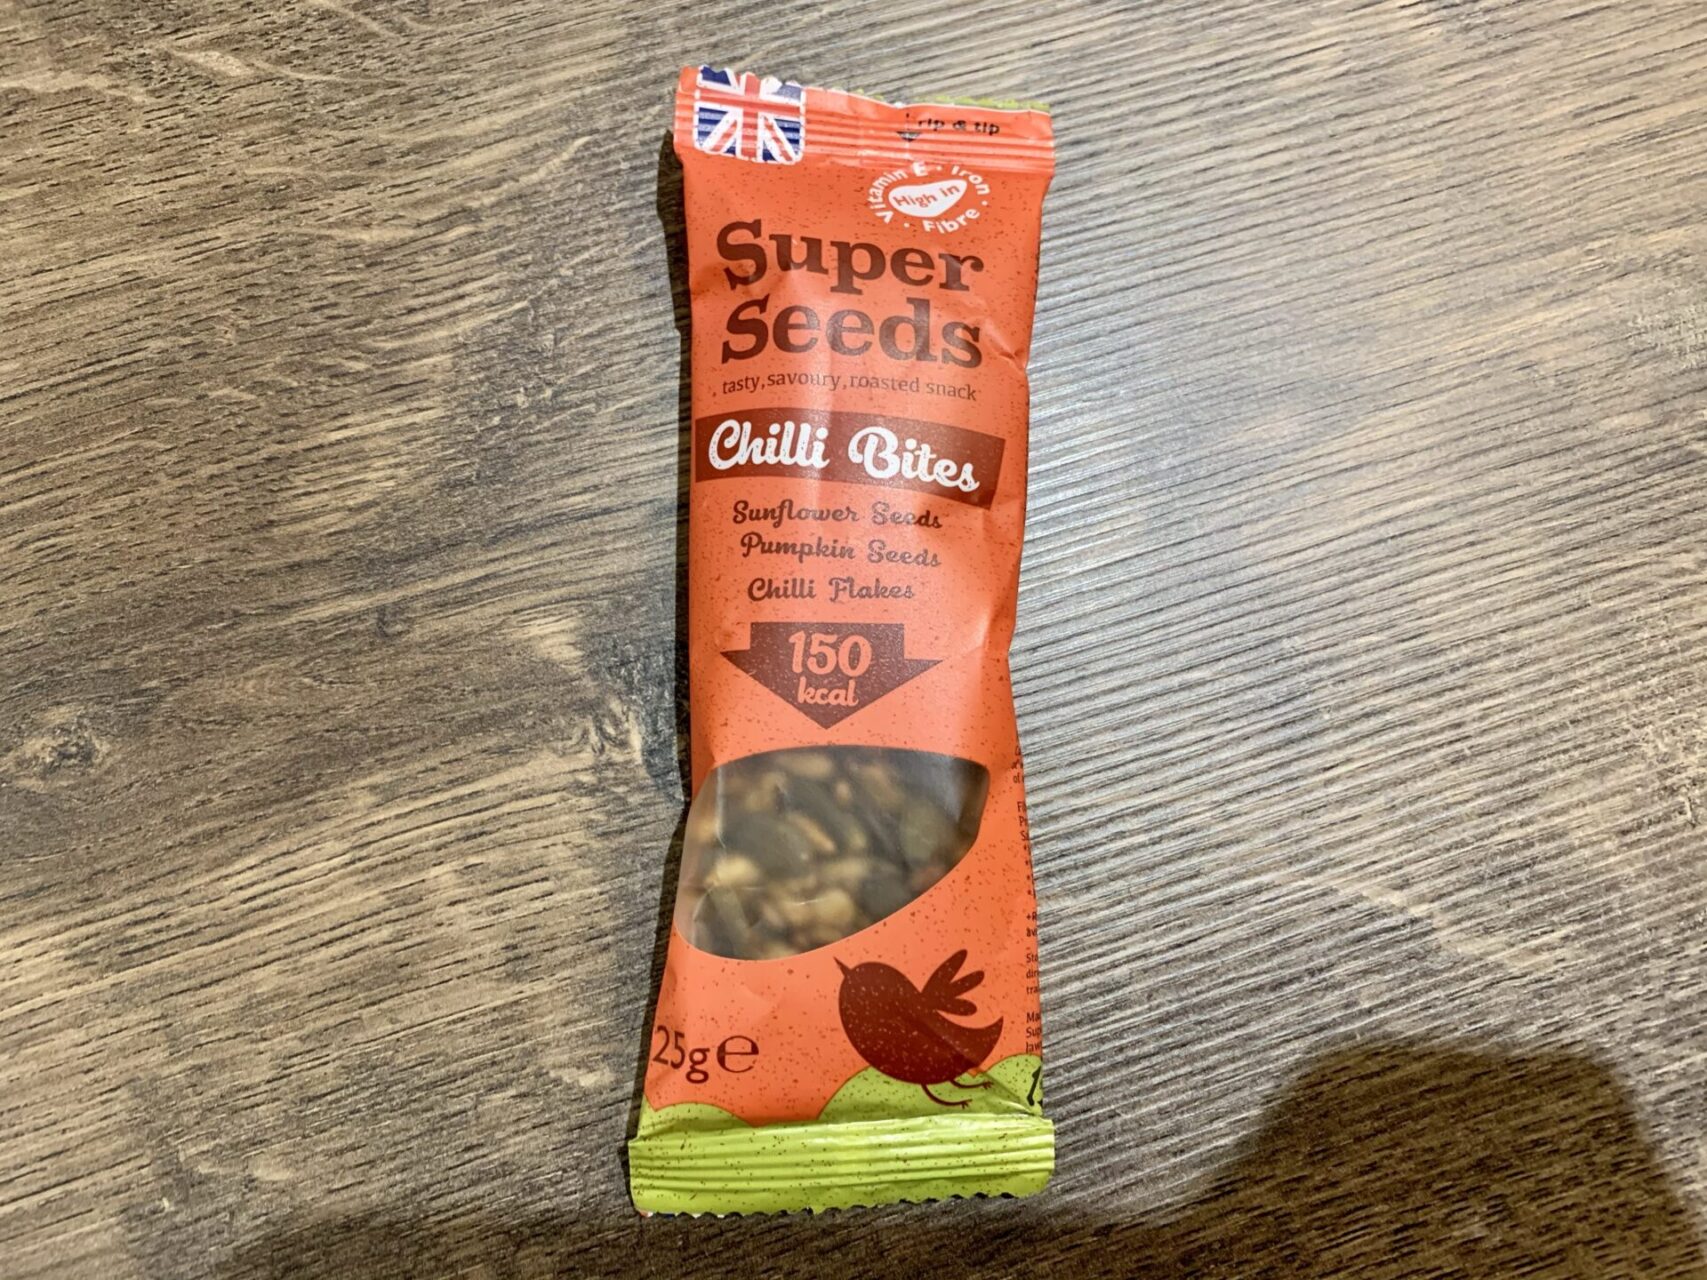 rip & tip
Vitamin E · Iron · Fibre ·
High in
Super
Seeds
tasty, savoury, roasted snack
Chilli Bites
Sunflower Seeds
Pumpkin Seeds
Chilli Flakes
150
kcal
25g e